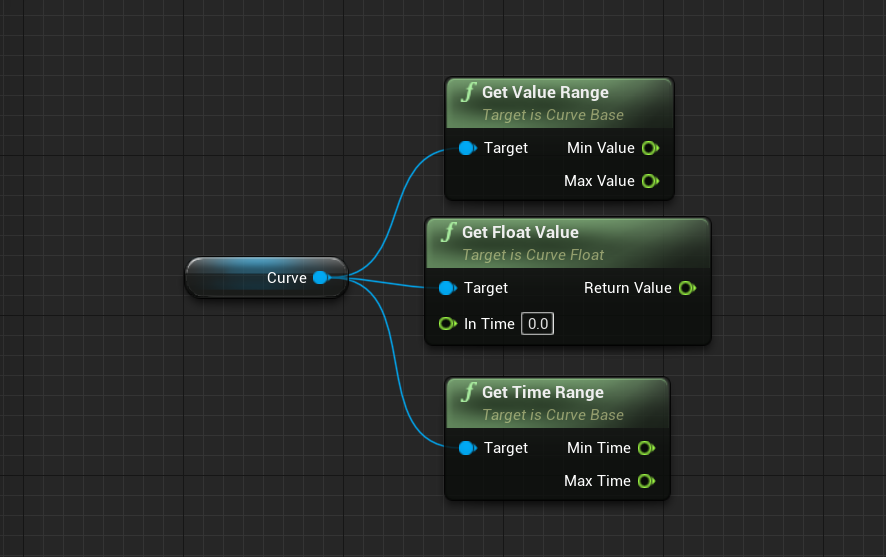 Get Value Range
Target is Curve Base
Target Min Value
Max Value
Get Float Value
Target is Curve Float
Curve
Target Return Value
In Time 0.0
Get Time Range
Target is Curve Base
Target Min Time
Max Time